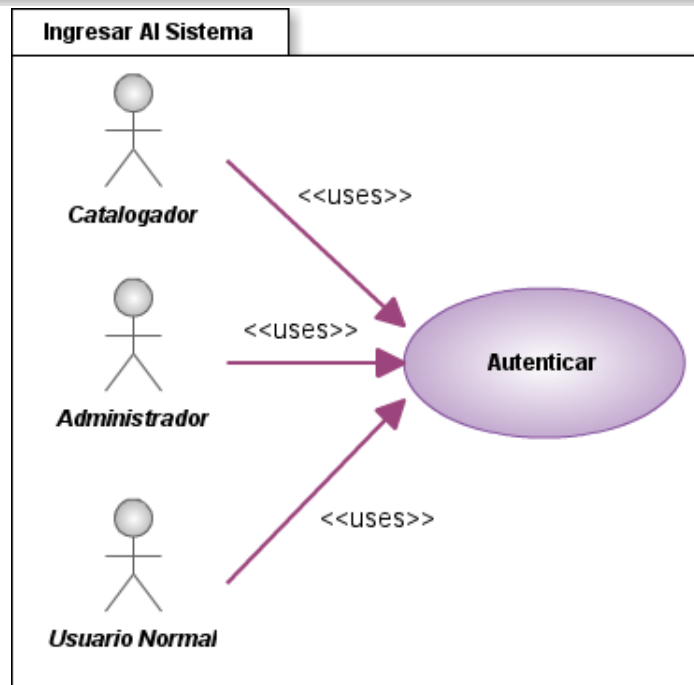 Ingresar Al Sistema
Catalogador
<<uses>>
Administrador
<<uses>>
Autenticar
Usuario Normal
<<uses>>